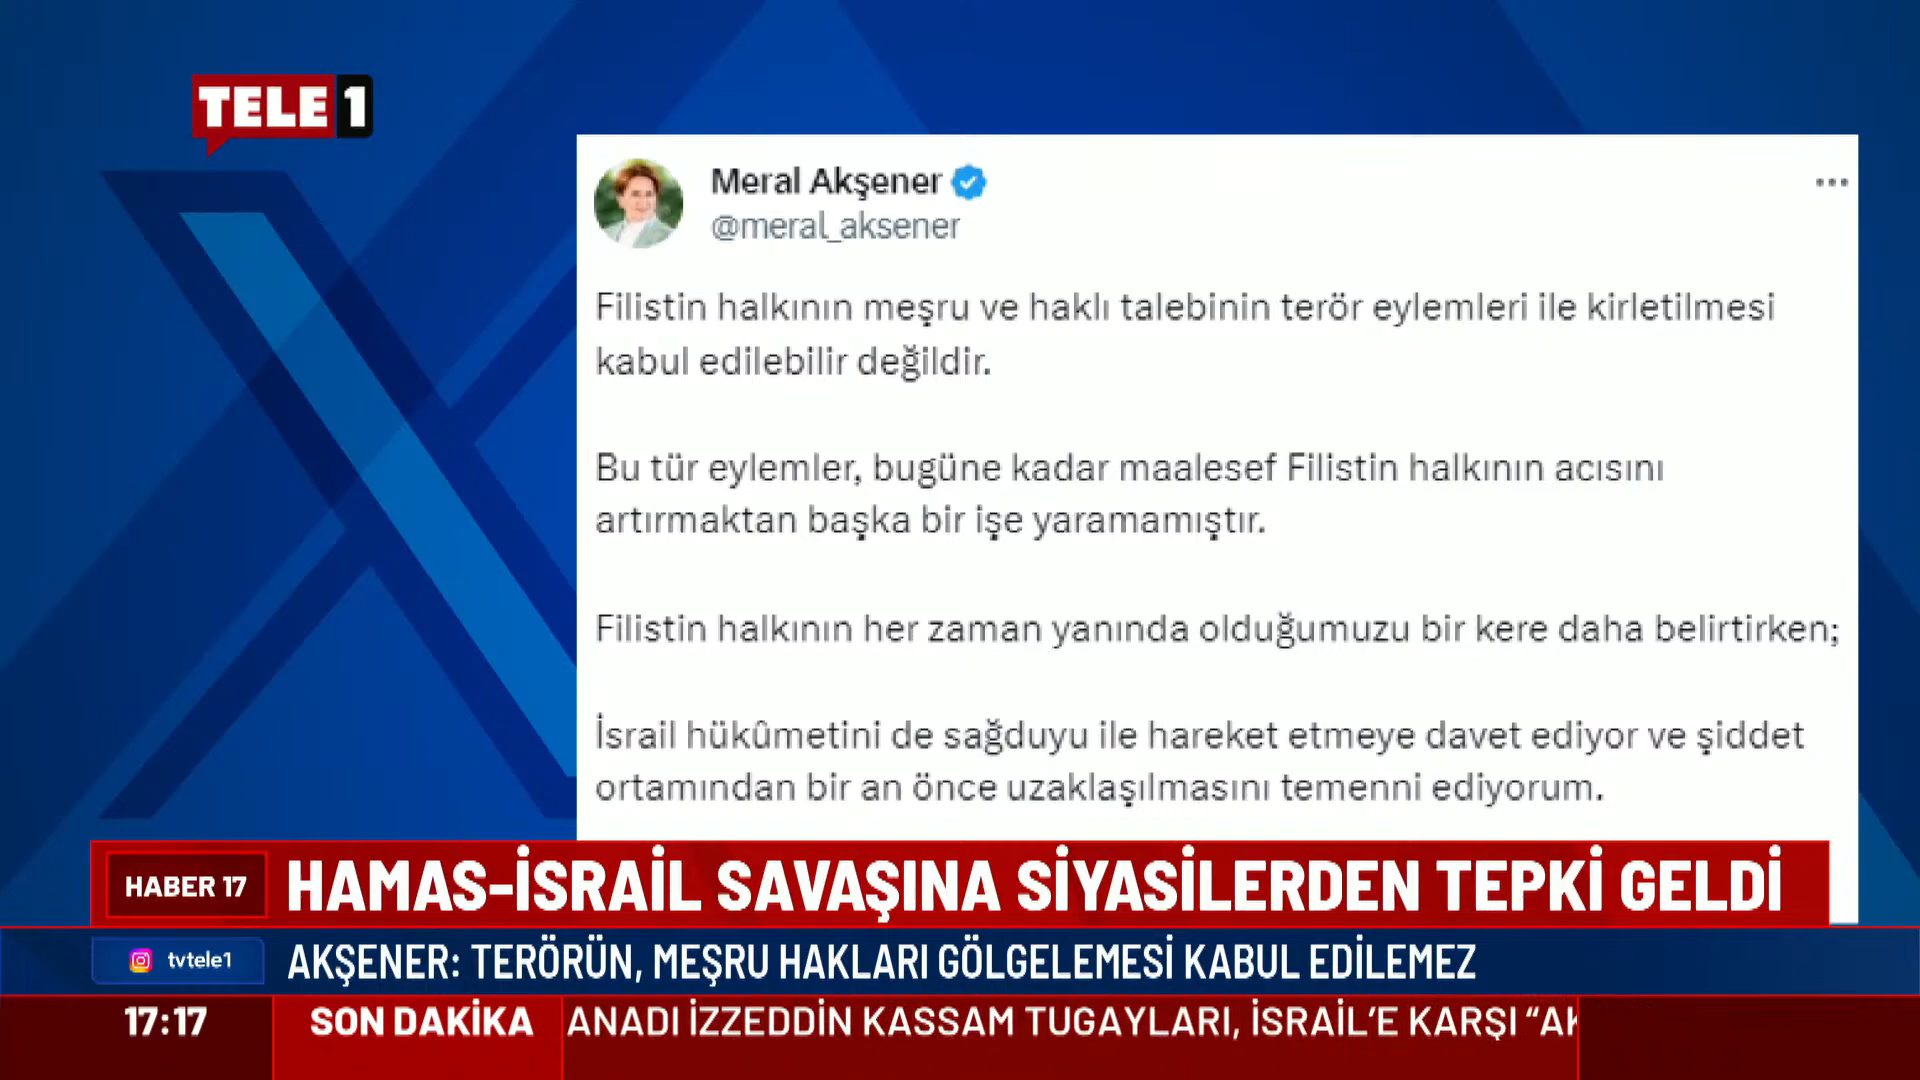 TELE1
Meral Akşener
@meral_aksener
Filistin halkının meşru ve haklı talebinin terör eylemleri ile kirletilmesi
kabul edilebilir değildir.
Bu tür eylemler, bugüne kadar maalesef Filistin halkının acısını
artırmaktan başka bir işe yaramamıştır.
Filistin halkının her zaman yanında olduğumuzu bir kere daha belirtirken;
İsrail hükûmetini de sağduyu ile hareket etmeye davet ediyor ve şiddet
ortamından bir an önce uzaklaşılmasını temenni ediyorum.
HABER 17
HAMAS-İSRAİL SAVAŞINA SİYASİLERDEN TEPKİ GELDİ
tvtele1
AKŞENER: TERÖRÜN, MEŞRU HAKLARI GÖLGELEMESİ KABUL EDİLEMEZ
17:17
SON DAKİKA
ANADI İZZEDDİN KASSAM TUGAYLARI, İSRAİL'E KARŞI "AK